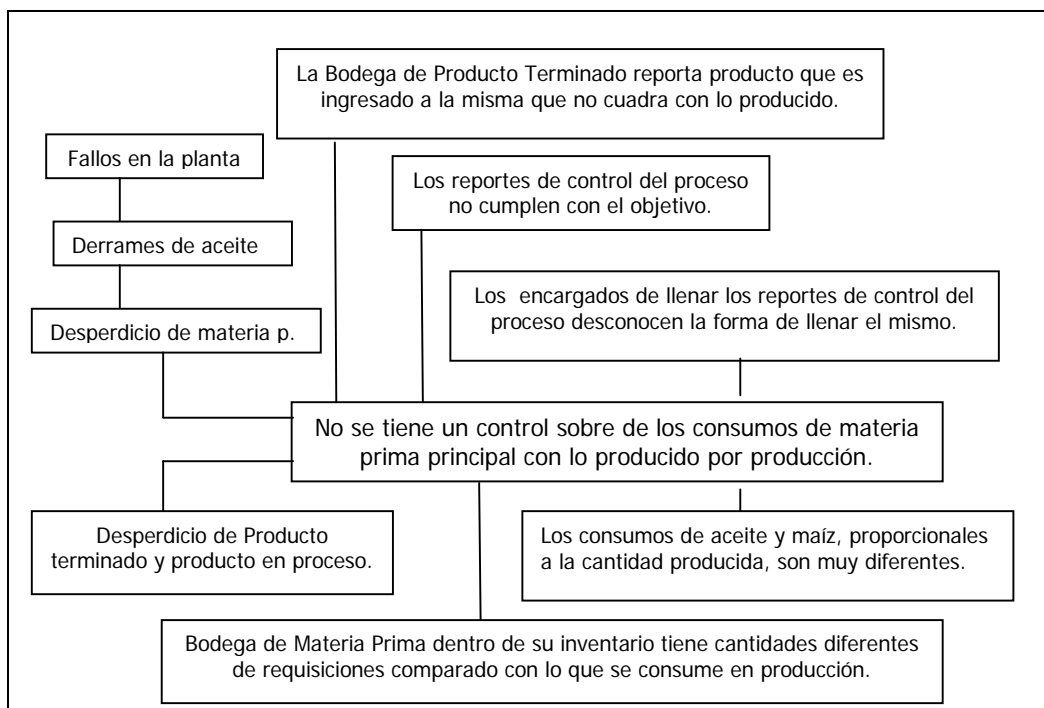 La Bodega de Producto Terminado reporta producto que es
ingresado a la misma que no cuadra con lo producido.
Fallos en la planta
Los reportes de control del proceso
no cumplen con el objetivo.
Derrames de aceite
Los encargados de llenar los reportes de control del
proceso desconocen la forma de llenar el mismo.
Desperdicio de materia p.
No se tiene un control sobre de los consumos de materia
prima principal con lo producido por producción.
Desperdicio de Producto
terminado y producto en proceso.
Los consumos de aceite y maíz, proporcionales
a la cantidad producida, son muy diferentes.
Bodega de Materia Prima dentro de su inventario tiene cantidades diferentes
de requisiciones comparado con lo que se consume en producción.